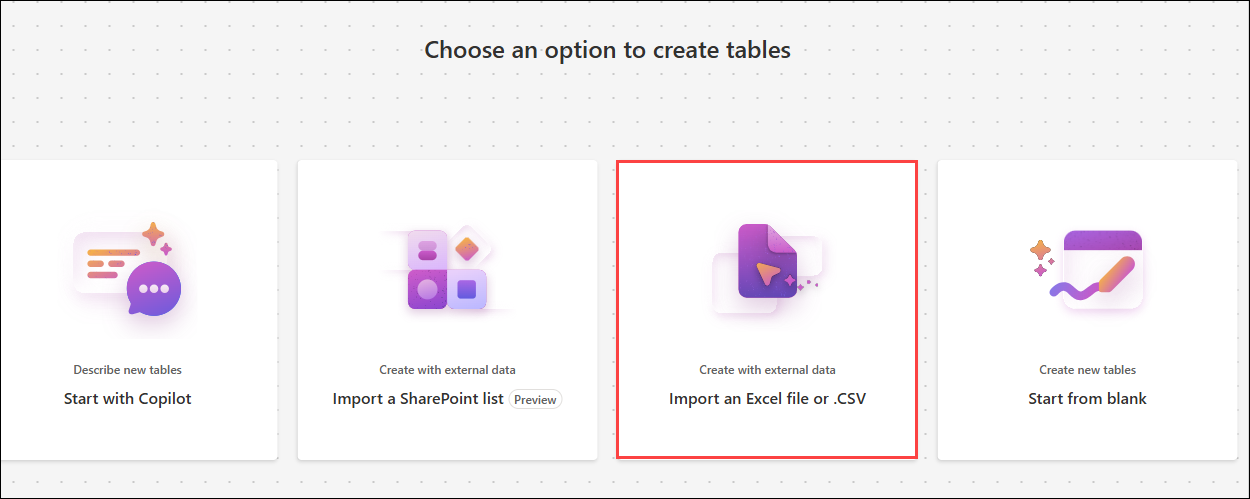 Choose an option to create tables
Describe new tables
Start with Copilot
Create with external data
Import a SharePoint list Preview
Create with external data
Import an Excel file or .CSV
Create new tables
Start from blank